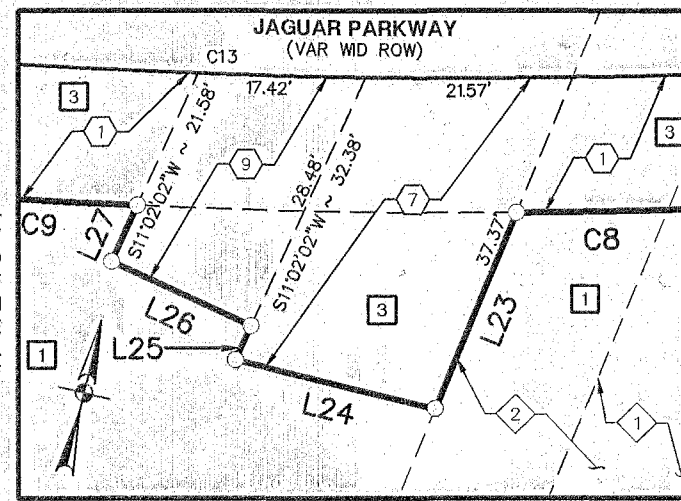 JAGUAR PARKWAY
(VAR WID ROW)
C13
17.42'
21.57'
3
1
9
7
1
3
S11°02'02"W ~ 21.58'
28.48'
S11°02'02"W ~ 32.38'
37.37'
C9
L27
C8
L26
3
L23
1
1
L25
L24
2
1